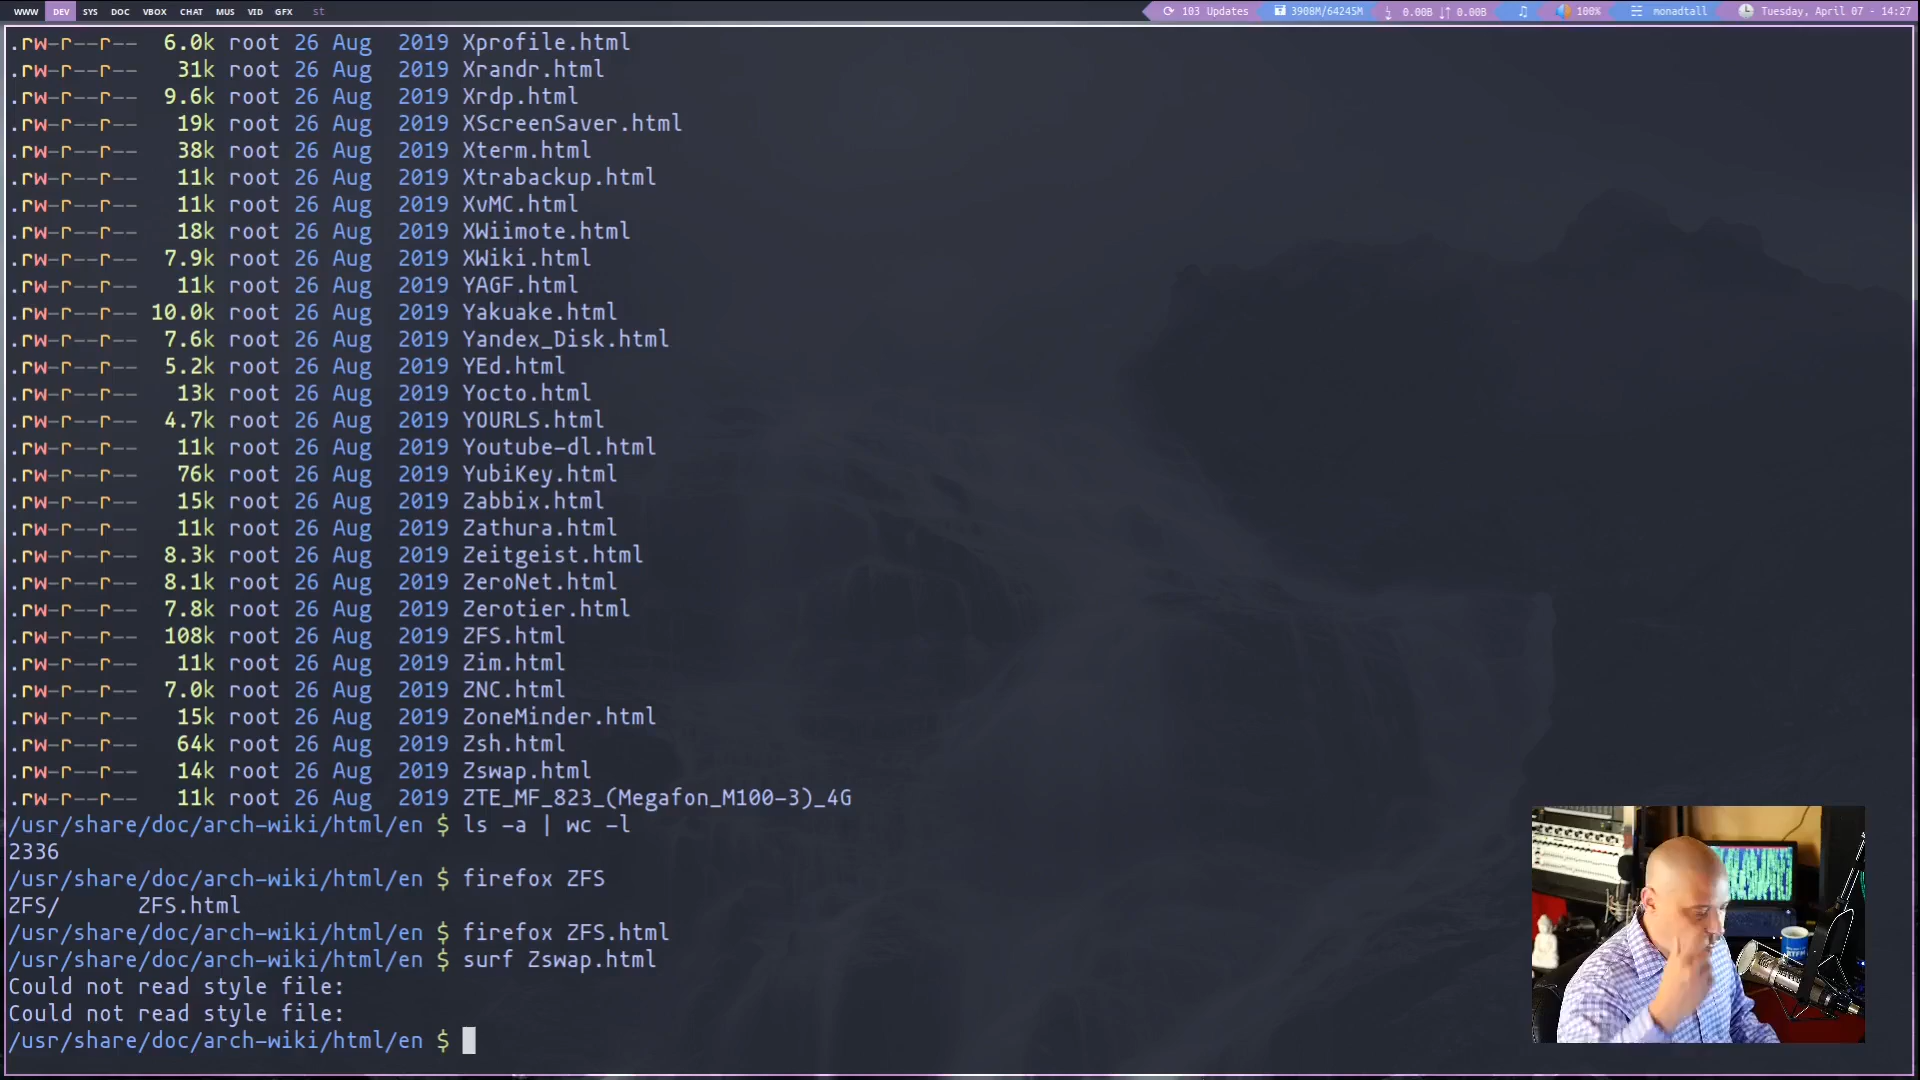 WWW DEV SYS DOC VBOX CHAT MUS VID GFX st 103 Updates 3908M/64245M 0.00B 0.00B 100% monadtall Tuesday, April 07 - 14:27
.rw-r--r-- 6.0k root 26 Aug 2019 Xprofile.html
.rw-r--r-- 31k root 26 Aug 2019 Xrandr.html
.rw-r--r-- 9.6k root 26 Aug 2019 Xrdp.html
.rw-r--r-- 19k root 26 Aug 2019 XScreenSaver.html
.rw-r--r-- 38k root 26 Aug 2019 Xterm.html
.rw-r--r-- 11k root 26 Aug 2019 Xtrabackup.html
.rw-r--r-- 11k root 26 Aug 2019 XvMC.html
.rw-r--r-- 18k root 26 Aug 2019 XWiimote.html
.rw-r--r-- 7.9k root 26 Aug 2019 XWiki.html
.rw-r--r-- 11k root 26 Aug 2019 YAGF.html
.rw-r--r-- 10.0k root 26 Aug 2019 Yakuake.html
.rw-r--r-- 7.6k root 26 Aug 2019 Yandex_Disk.html
.rw-r--r-- 5.2k root 26 Aug 2019 YEd.html
.rw-r--r-- 13k root 26 Aug 2019 Yocto.html
.rw-r--r-- 4.7k root 26 Aug 2019 YOURLS.html
.rw-r--r-- 11k root 26 Aug 2019 Youtube-dl.html
.rw-r--r-- 76k root 26 Aug 2019 YubiKey.html
.rw-r--r-- 15k root 26 Aug 2019 Zabbix.html
.rw-r--r-- 11k root 26 Aug 2019 Zathura.html
.rw-r--r-- 8.3k root 26 Aug 2019 Zeitgeist.html
.rw-r--r-- 8.1k root 26 Aug 2019 ZeroNet.html
.rw-r--r-- 7.8k root 26 Aug 2019 Zerotier.html
.rw-r--r-- 108k root 26 Aug 2019 ZFS.html
.rw-r--r-- 11k root 26 Aug 2019 Zim.html
.rw-r--r-- 7.0k root 26 Aug 2019 ZNC.html
.rw-r--r-- 15k root 26 Aug 2019 ZoneMinder.html
.rw-r--r-- 64k root 26 Aug 2019 Zsh.html
.rw-r--r-- 14k root 26 Aug 2019 Zswap.html
.rw-r--r-- 11k root 26 Aug 2019 ZTE_MF_823_(Megafon_M100-3)_4G
/usr/share/doc/arch-wiki/html/en $ ls -a | wc -l
2336
/usr/share/doc/arch-wiki/html/en $ firefox ZFS
ZFS/ ZFS.html
/usr/share/doc/arch-wiki/html/en $ firefox ZFS.html
/usr/share/doc/arch-wiki/html/en $ surf Zswap.html
Could not read style file:
Could not read style file:
/usr/share/doc/arch-wiki/html/en $